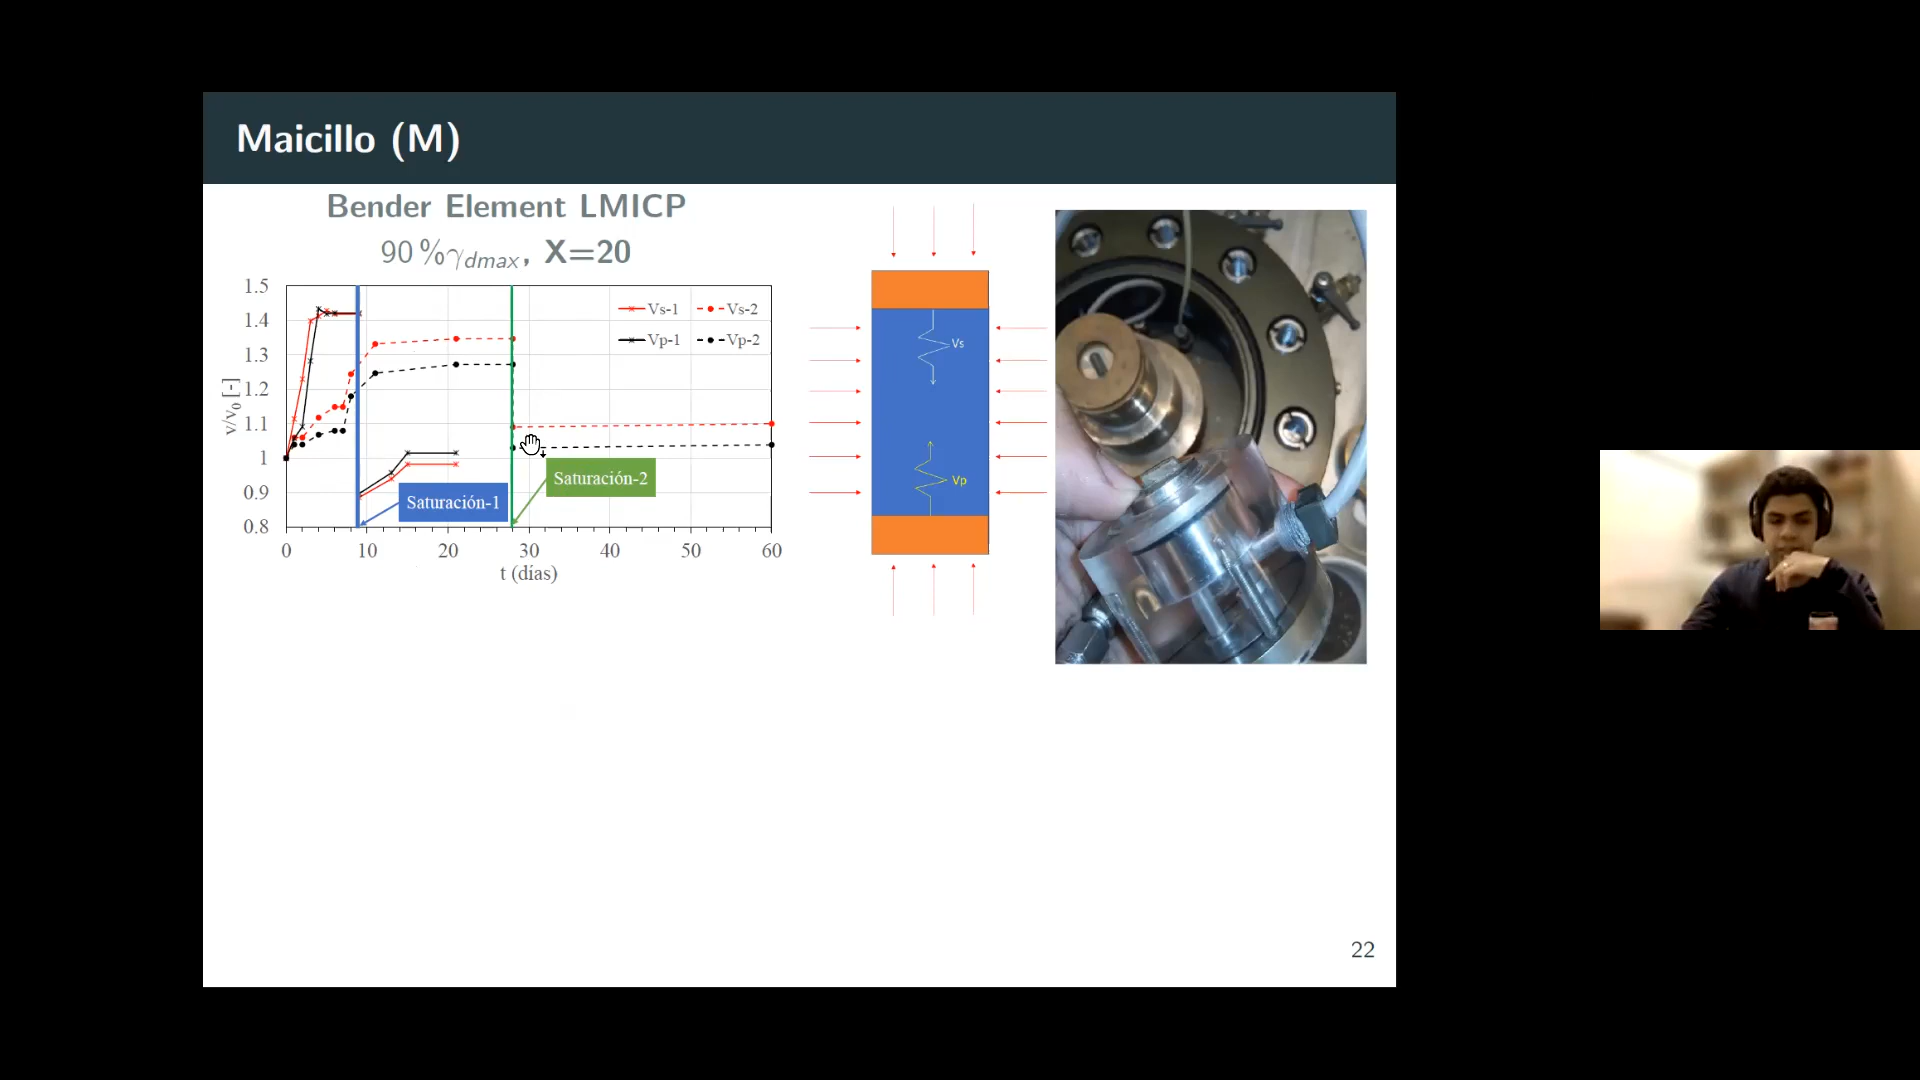 Maicillo (M)
Bender Element LMICP
90 %γdmax, X=20
1.5
1.4
1.3
1.2
1.1
1
0.9
0.8
v/v0 [-]
Vs-1
Vs-2
Vp-1
Vp-2
Saturación-1
Saturación-2
0 10 20 30 40 50 60
t (días)
Vs
Vp
22